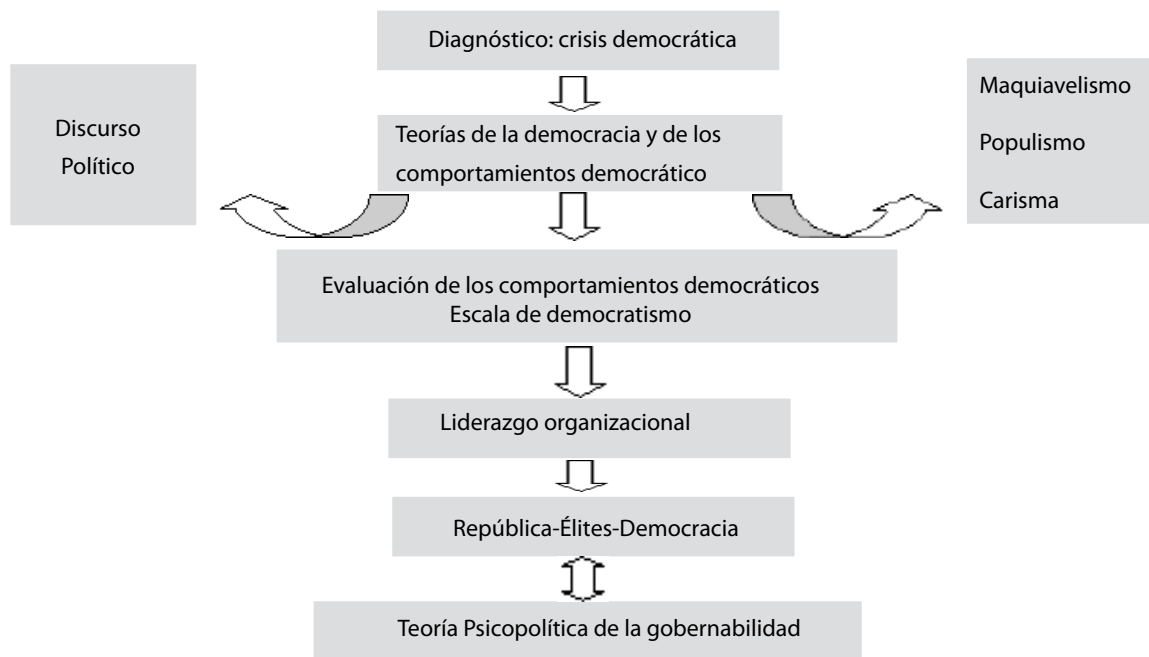 Diagnóstico: crisis democrática
Discurso
Político
Teorías de la democracia y de los
comportamientos democrático
Maquiavelismo
Populismo
Carisma
Evaluación de los comportamientos democráticos
Escala de democratismo
Liderazgo organizacional
República-Élites-Democracia
Teoría Psicopolítica de la gobernabilidad